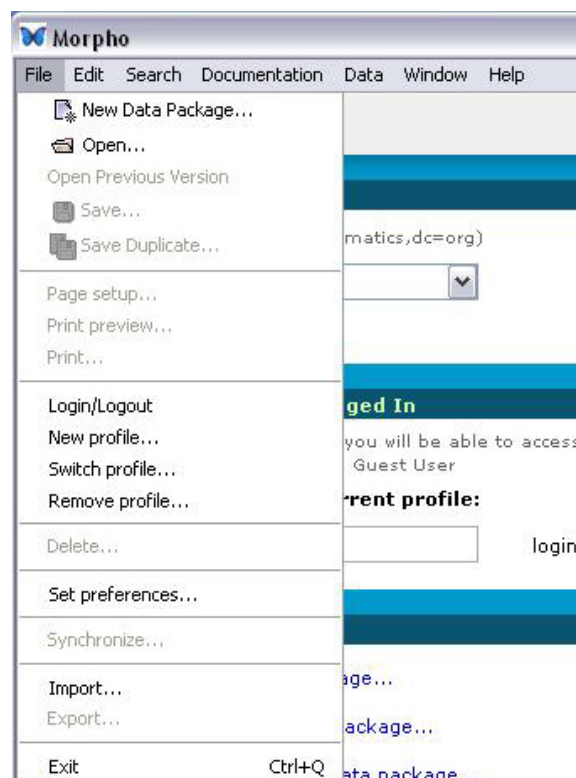 Morpho
File Edit Search Documentation Data Window Help
New Data Package...
Open...
Open Previous Version
Save...
Save Duplicate...
matics,dc=org)
Page setup...
Print preview...
Print...
Login/Logout
ged In
New profile...
you will be able to access
Switch profile...
Guest User
Remove profile...
rrent profile:
Delete...
login
Set preferences...
Synchronize...
Import...
age...
Export...
ackage...
Exit Ctrl+Q
ata package...